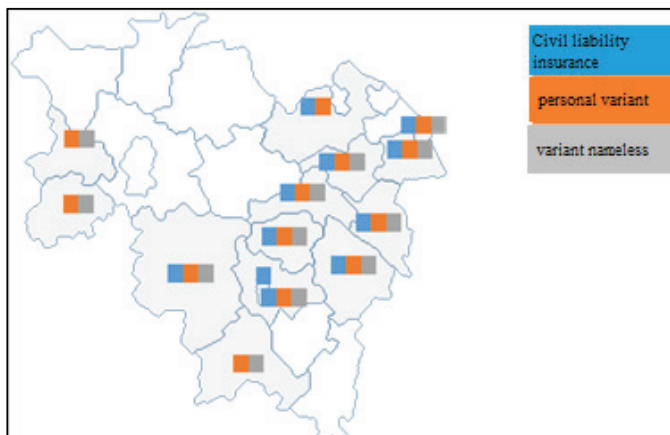 Civil liability
insurance
personal variant
variant nameless